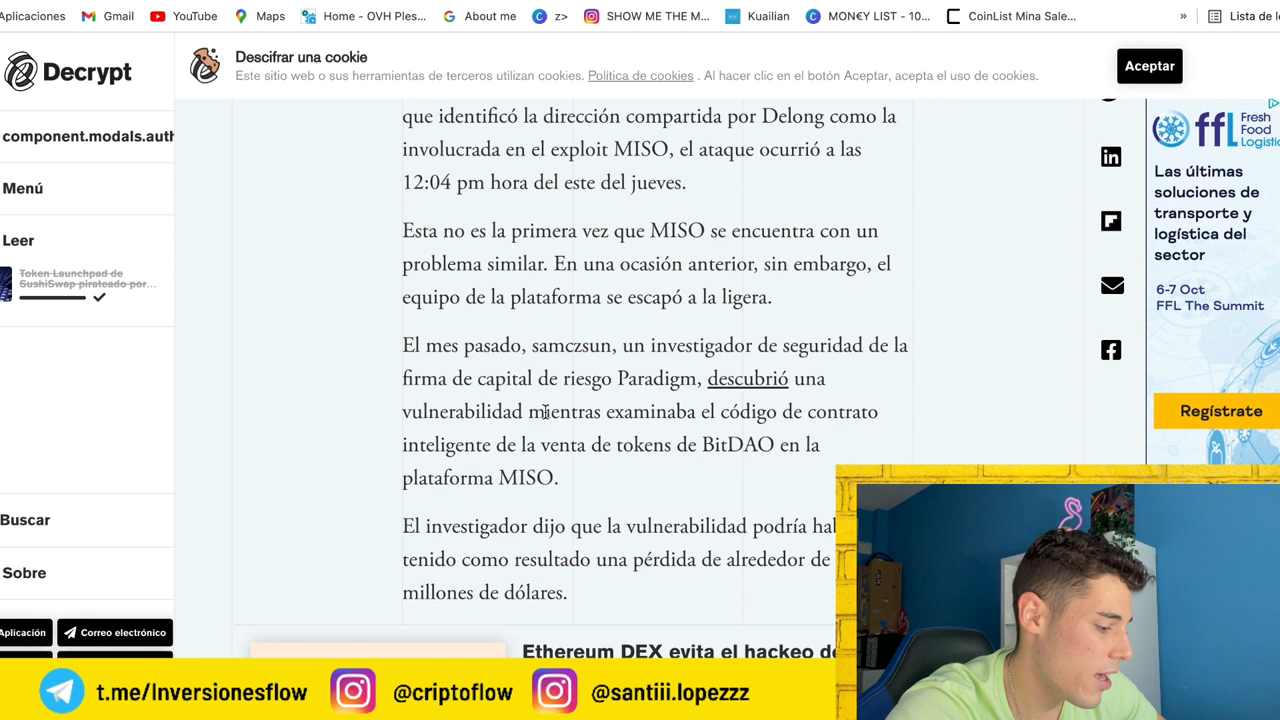 Aplicaciones
Gmail
YouTube
Maps
Home - OVH Ples...
About me
z>
SHOW ME THE M...
Kuailian
MON€Y LIST - 10...
CoinList Mina Sale...
»
Lista de
Decrypt
Descifrar una cookie
Este sitio web o sus herramientas de terceros utilizan cookies. Política de cookies . Al hacer clic en el botón Aceptar, acepta el uso de cookies.
Aceptar
component.modals.auth
Menú
Leer
Token Launchpad de
SushiSwap pirateado por...
Buscar
Sobre
Aplicación
Correo electrónico
que identificó la dirección compartida por Delong como la
involucrada en el exploit MISO, el ataque ocurrió a las
12:04 pm hora del este del jueves.
Esta no es la primera vez que MISO se encuentra con un
problema similar. En una ocasión anterior, sin embargo, el
equipo de la plataforma se escapó a la ligera.
El mes pasado, samczsun, un investigador de seguridad de la
firma de capital de riesgo Paradigm, descubrió una
vulnerabilidad mientras examinaba el código de contrato
inteligente de la venta de tokens de BitDAO en la
plataforma MISO.
El investigador dijo que la vulnerabilidad podría
tenido como resultado una pérdida de alrededor de
millones de dólares.
Ethereum DEX evita el hackeo
ffl Fresh
Food
Las últimas
soluciones de
transporte y
logística del
sector
6-7 Oct
FFL The Summit
Regístrate
t.me/Inversionesflow
@criptoflow
@santiii.lopezzz